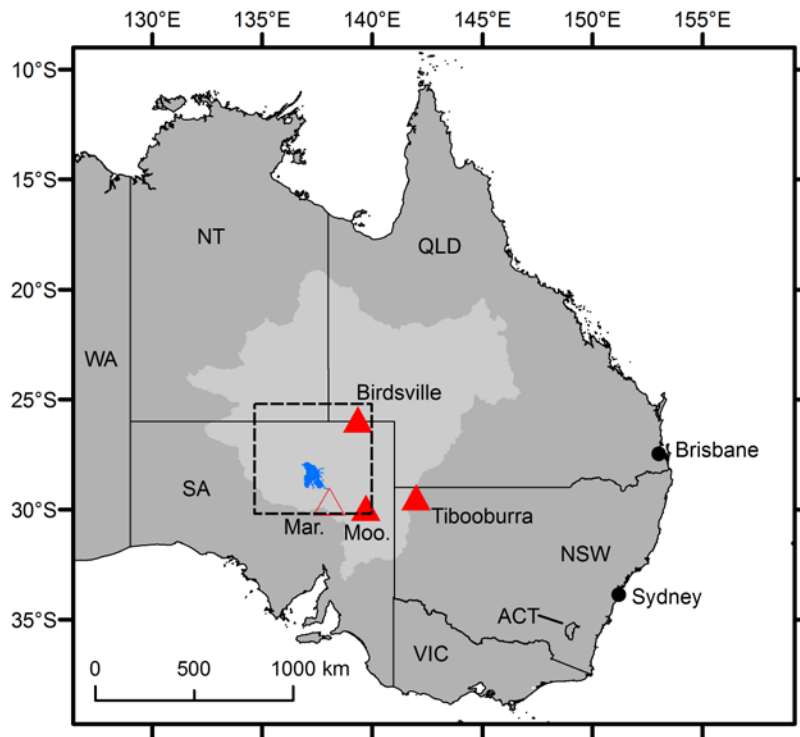 130°E 135°E 140°E 145°E 150°E 155°E
10°S
15°S
NT
QLD
20°S
WA
25°S
Birdsville
Brisbane
SA
30°S
Mar.
Moo.
Tibooburra
NSW
Sydney
35°S
ACT
VIC
0 500 1000 km